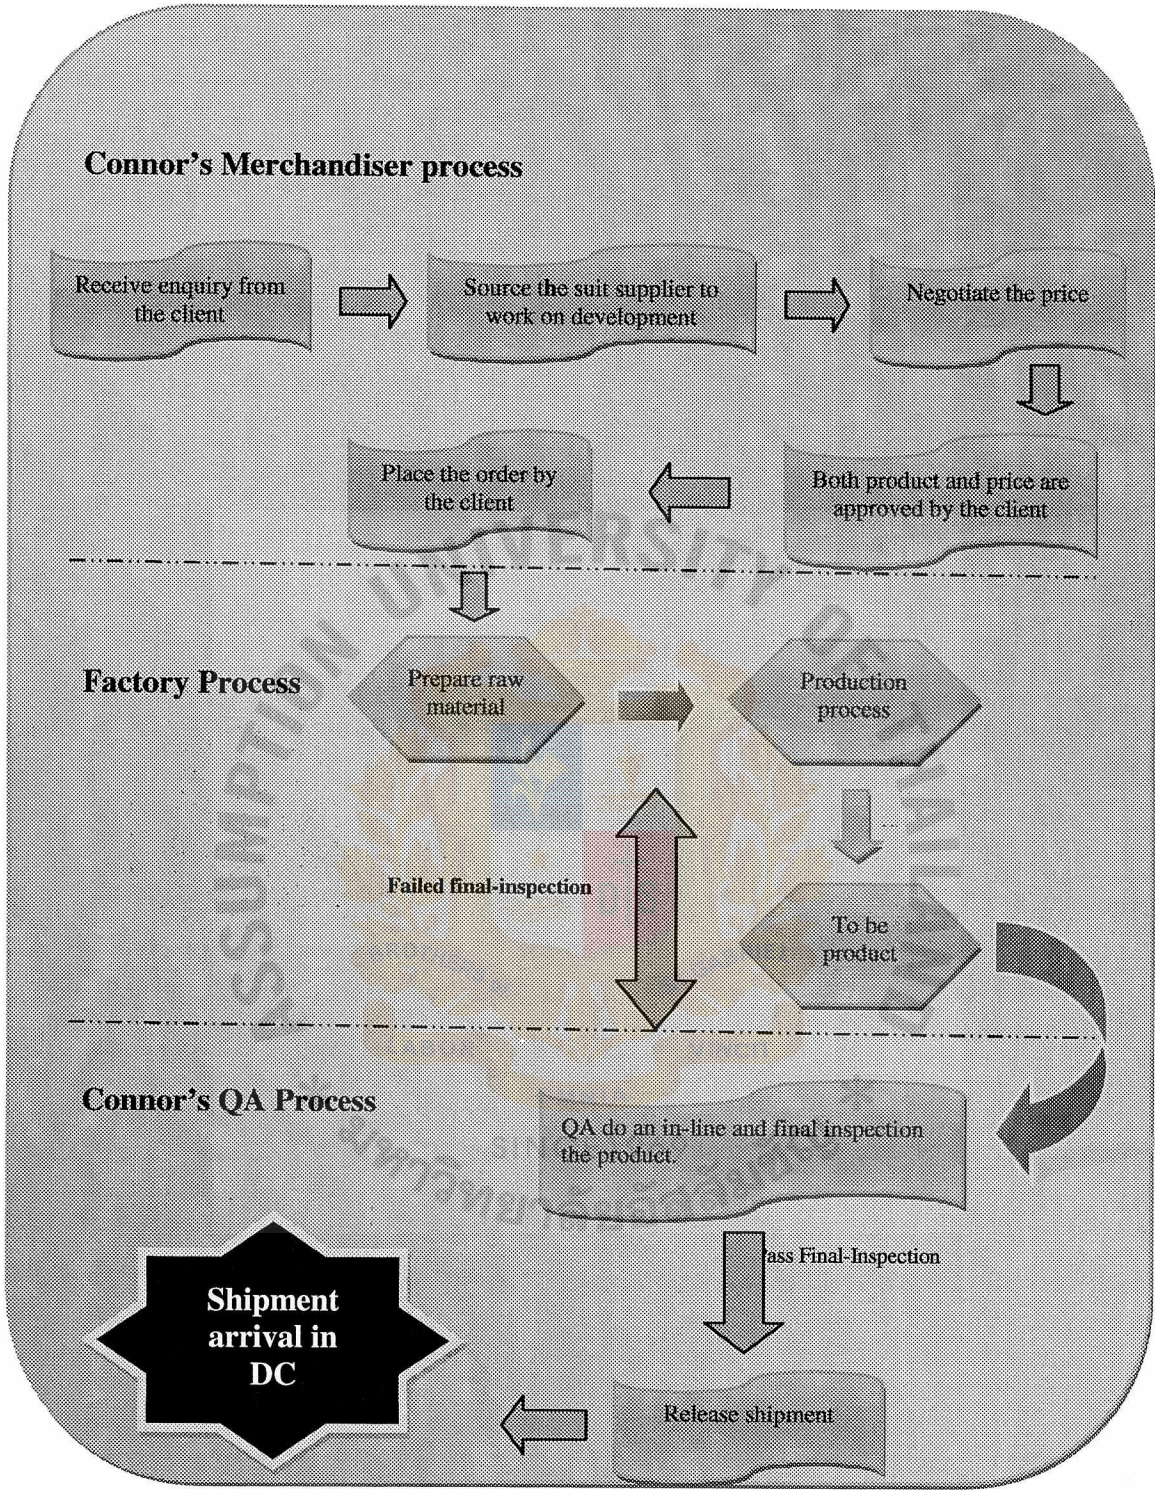 Connor's Merchandiser process
Receive enquiry from
the client
Source the suit supplier to
work on development
Negotiate the price
Place the order by
the client
Both product and price are
approved by the client
Factory Process
Prepare raw
material
Production
process
Failed final-inspection
To be
product
LABOR
VINCIT
Connor's QA Process
QA do an in-line and final inspection
the product.
ass Final-Inspection
Shipment
arrival in
DC
Release shipment